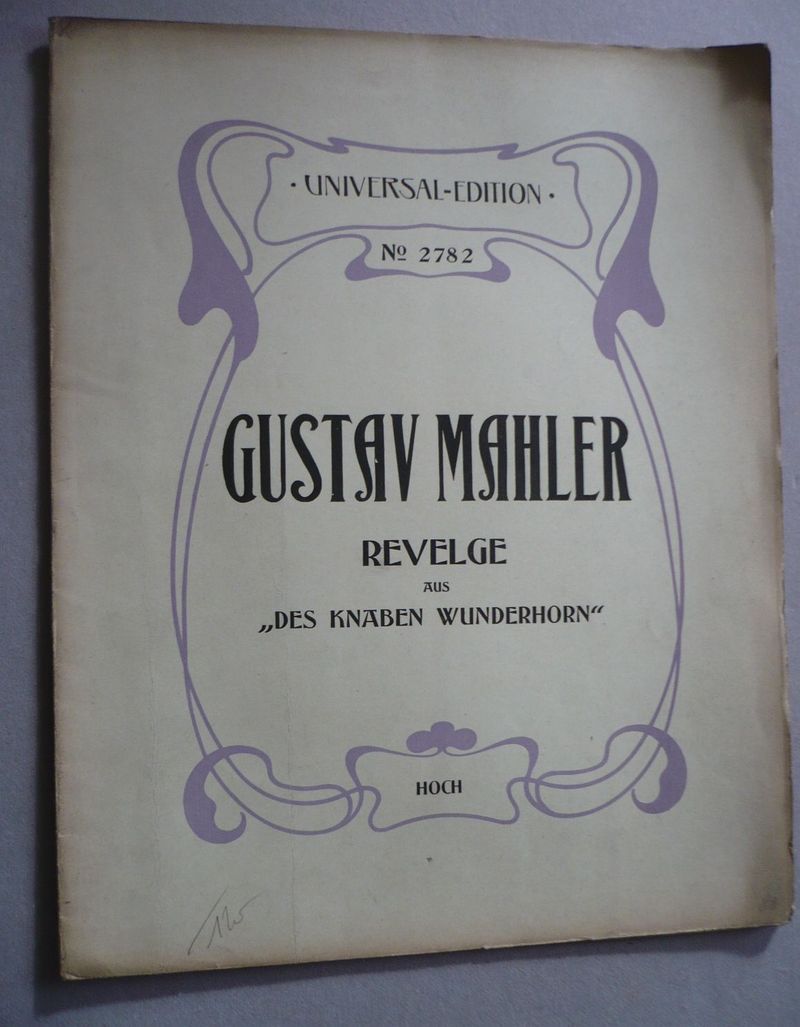 · UNIVERSAL-EDITION ·
Nº 2782
GUSTAV MAHLER
REVELGE
AUS
„DES KNABEN WUNDERHORN“
HOCH